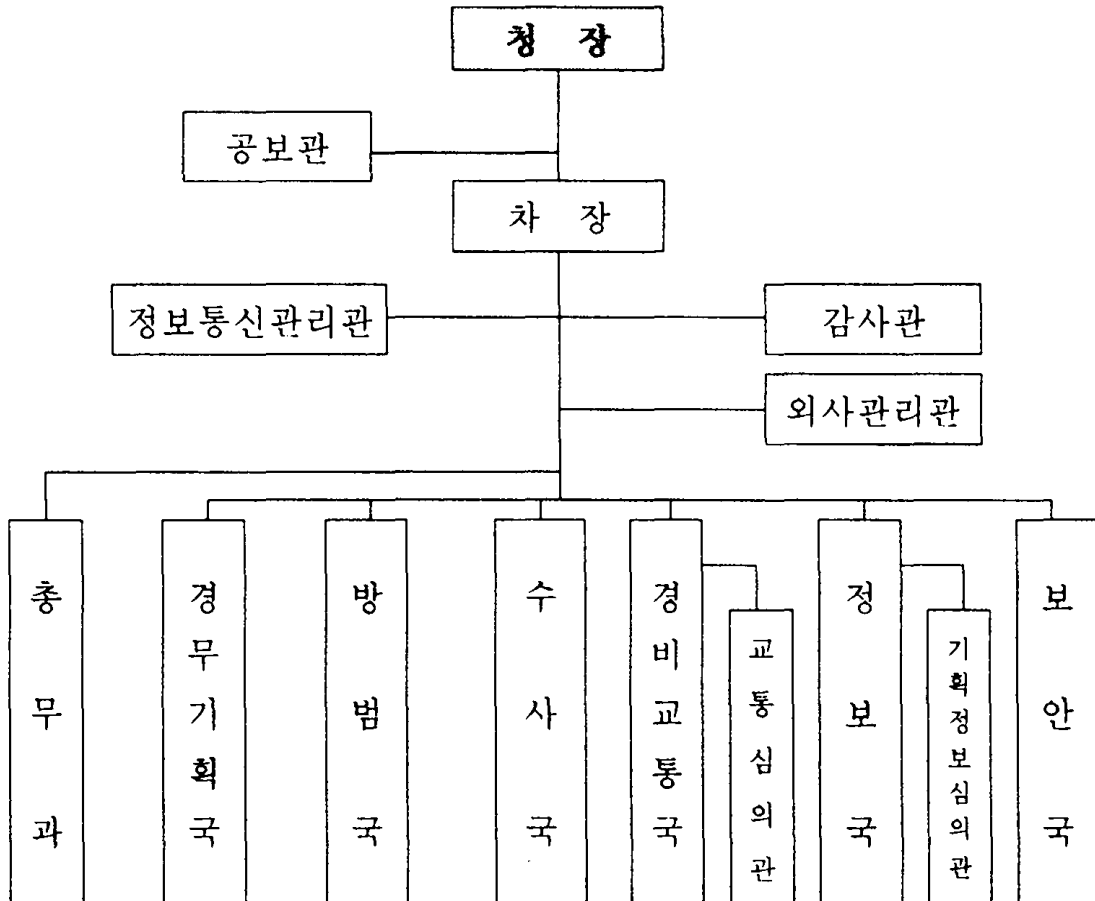 청 장
공보관
차 장
정보통신관리관
감사관
외사관리관
총무과
경무기획국
방범국
수사국
경비교통국
교통심의관
정보국
기획정보심의관
보안국